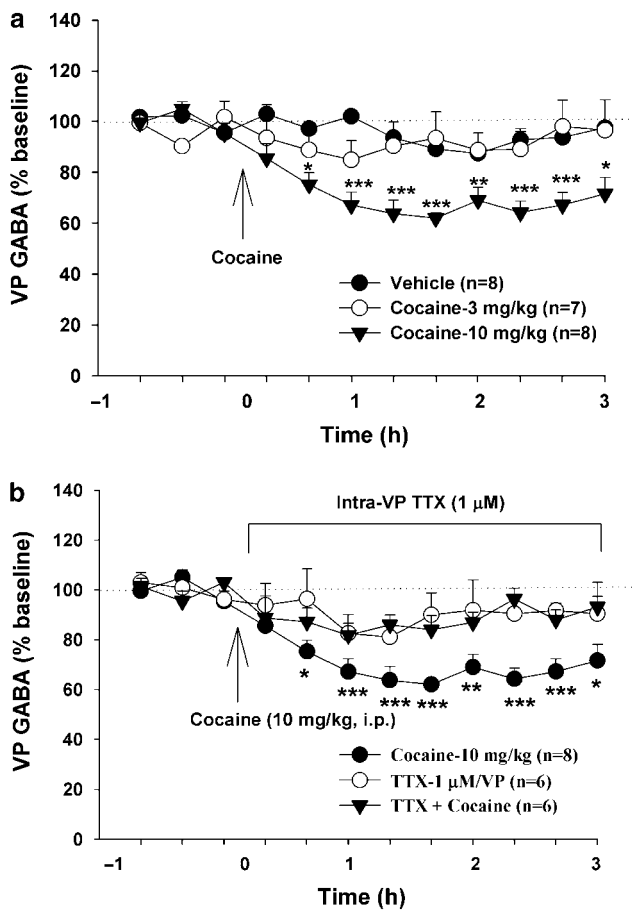 a
140
120
100
80
60
40
20
0
VP GABA (% baseline)
* *** *** *** ** *** *** *
Cocaine
Vehicle (n=8)
Cocaine-3 mg/kg (n=7)
Cocaine-10 mg/kg (n=8)
−1 0 1 2 3
Time (h)
b
140
120
100
80
60
40
20
0
VP GABA (% baseline)
Intra-VP TTX (1 μM)
* *** *** *** ** *** *** *
Cocaine (10 mg/kg, i.p.)
Cocaine-10 mg/kg (n=8)
TTX-1 μM/VP (n=6)
TTX + Cocaine (n=6)
−1 0 1 2 3
Time (h)